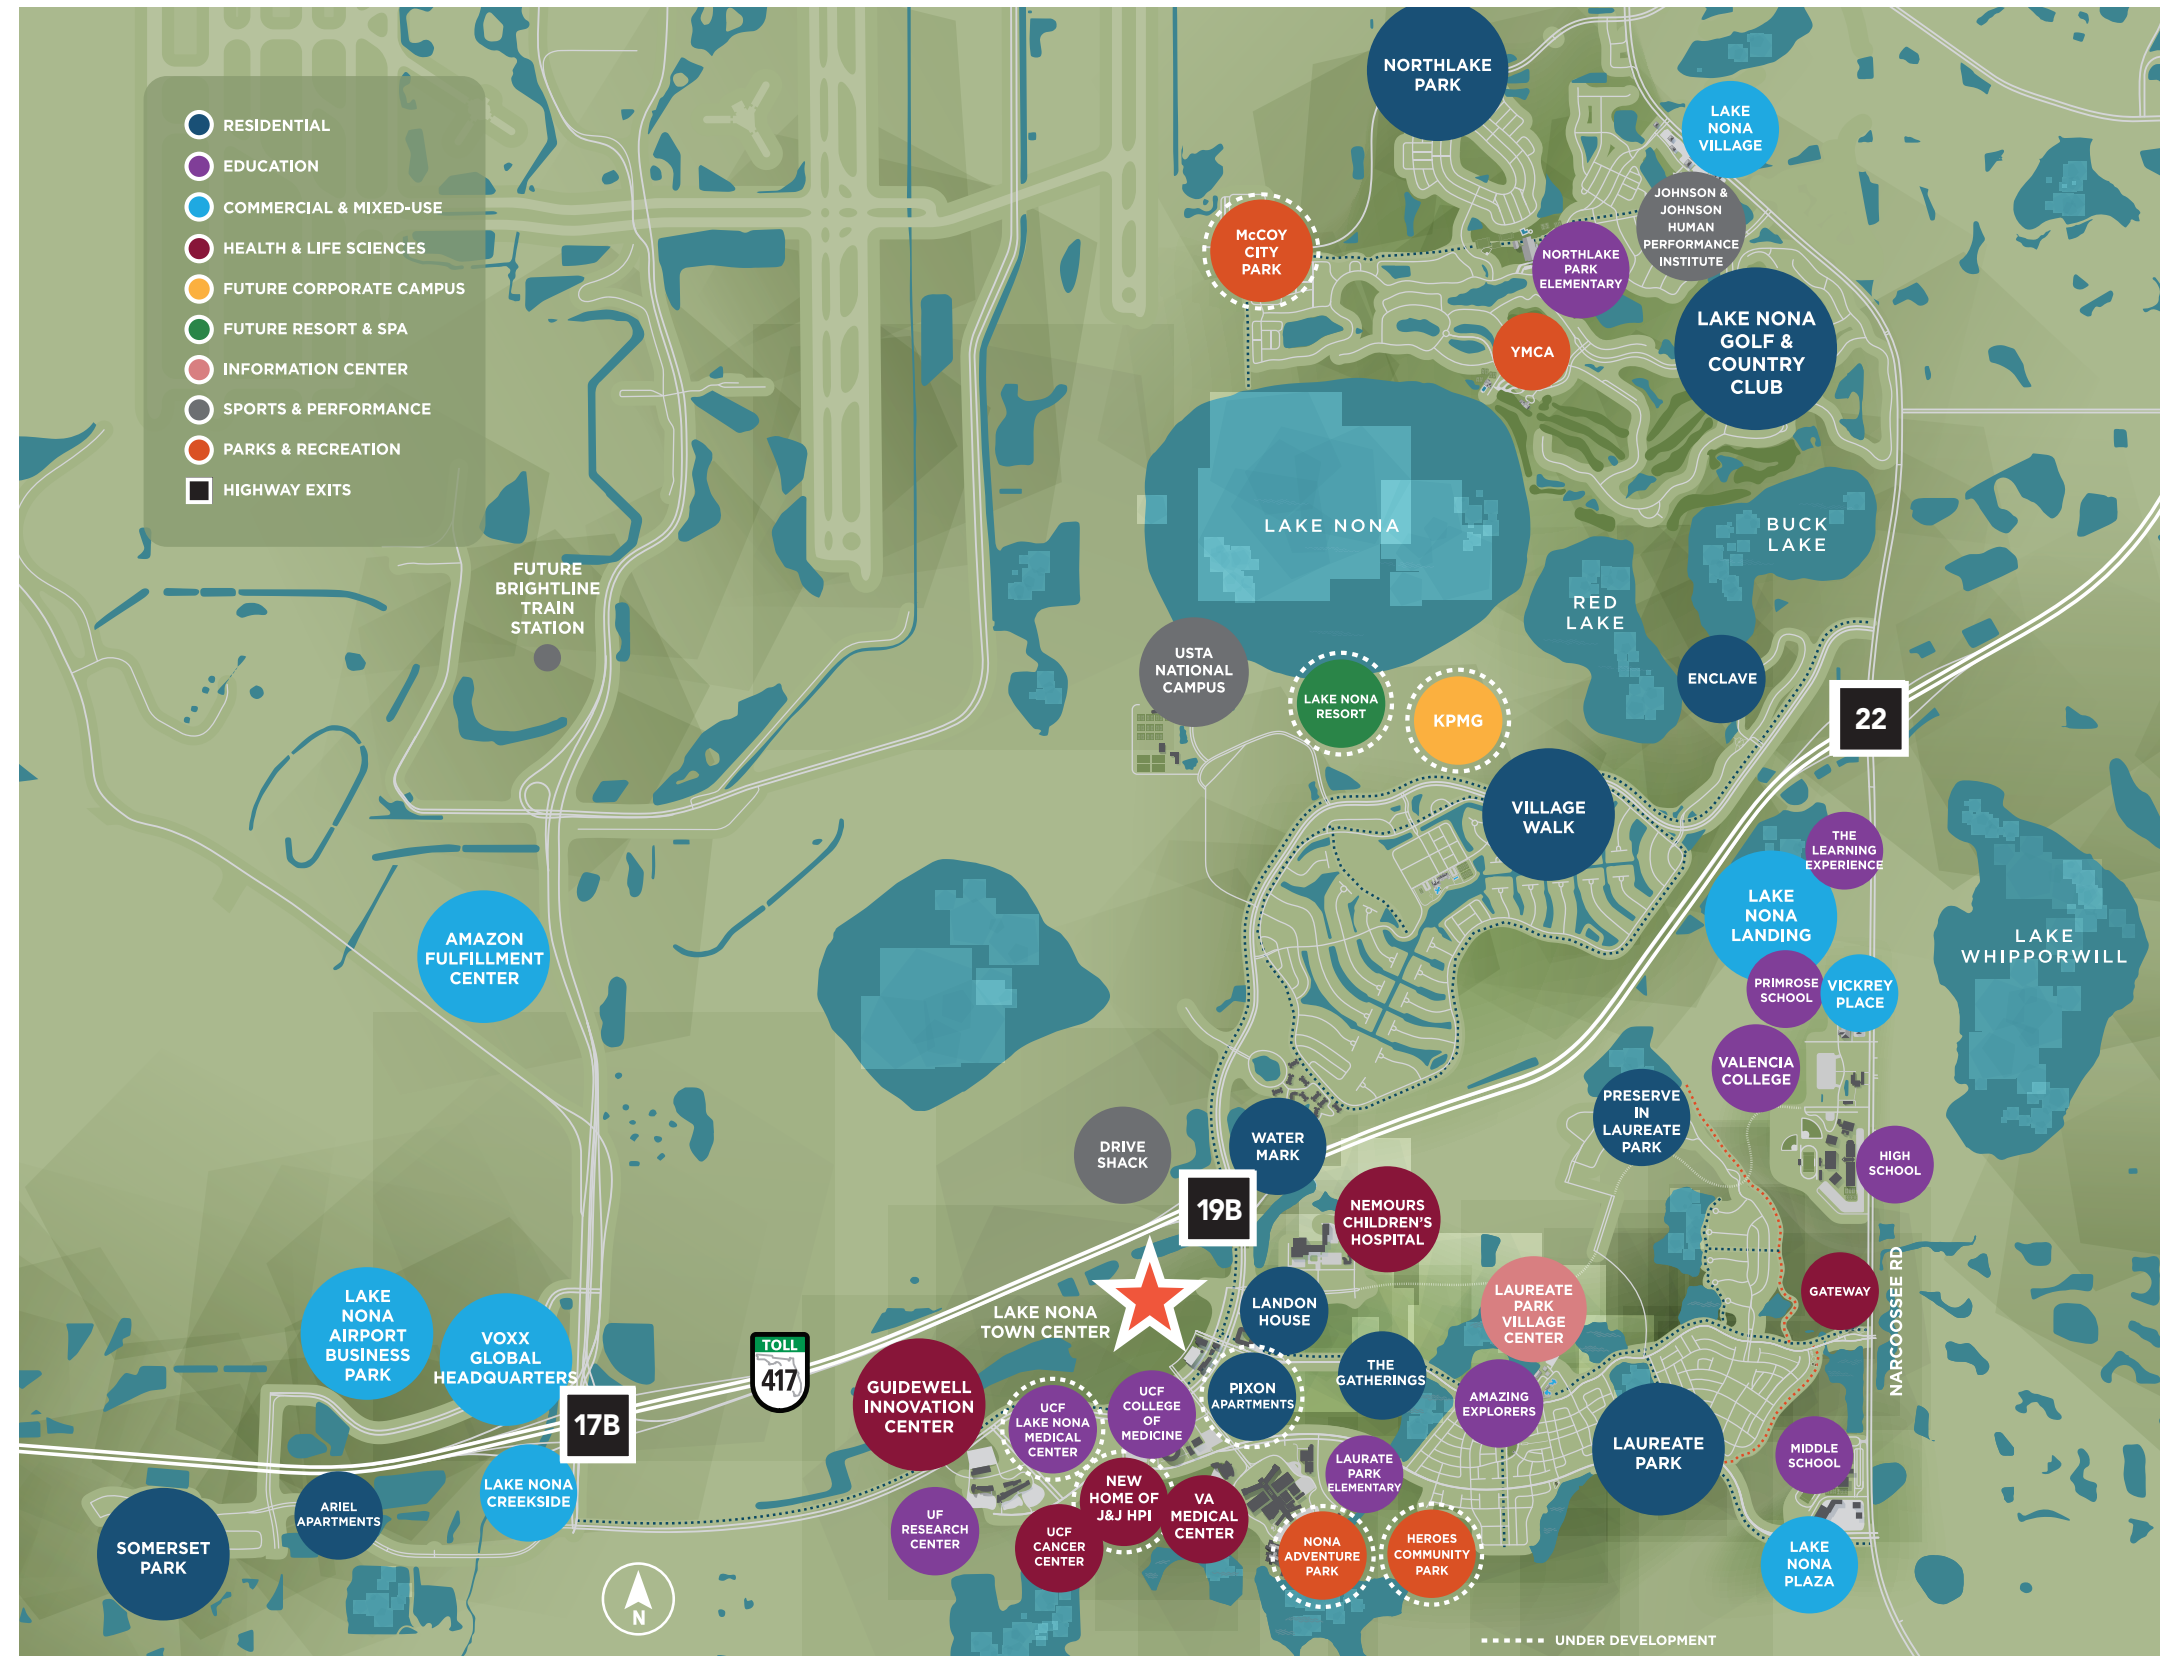 RESIDENTIAL
EDUCATION
COMMERCIAL & MIXED-USE
HEALTH & LIFE SCIENCES
FUTURE CORPORATE CAMPUS
FUTURE RESORT & SPA
INFORMATION CENTER
SPORTS & PERFORMANCE
PARKS & RECREATION
HIGHWAY EXITS
NORTHLAKE
PARK
LAKE
NONA
VILLAGE
JOHNSON &
JOHNSON
HUMAN
PERFORMANCE
INSTITUTE
McCOY
CITY
PARK
NORTHLAKE
PARK
ELEMENTARY
YMCA
LAKE NONA
GOLF &
COUNTRY
CLUB
LAKE NONA
BUCK
LAKE
RED
LAKE
FUTURE
BRIGHTLINE
TRAIN
STATION
USTA
NATIONAL
CAMPUS
LAKE NONA
RESORT
KPMG
ENCLAVE
22
VILLAGE
WALK
THE
LEARNING
EXPERIENCE
LAKE
NONA
LANDING
LAKE
WHIPPORWILL
AMAZON
FULFILLMENT
CENTER
PRIMROSE
SCHOOL
VICKREY
PLACE
VALENCIA
COLLEGE
PRESERVE
IN
LAUREATE
PARK
HIGH
SCHOOL
DRIVE
SHACK
WATER
MARK
19B
NEMOURS
CHILDREN'S
HOSPITAL
NARCOOSSEE RD
GATEWAY
LAUREATE
PARK
VILLAGE
CENTER
LANDON
HOUSE
LAKE NONA
TOWN CENTER
LAKE
NONA
AIRPORT
BUSINESS
PARK
VOXX
GLOBAL
HEADQUARTERS
TOLL
417
17B
GUIDEWELL
INNOVATION
CENTER
UCF
LAKE NONA
MEDICAL
CENTER
UCF
COLLEGE
OF
MEDICINE
PIXON
APARTMENTS
THE
GATHERINGS
AMAZING
EXPLORERS
LAUREATE
PARK
MIDDLE
SCHOOL
LAURATE
PARK
ELEMENTARY
LAKE NONA
CREEKSIDE
ARIEL
APARTMENTS
SOMERSET
PARK
UF
RESEARCH
CENTER
UCF
CANCER
CENTER
NEW
HOME OF
J&J HPI
VA
MEDICAL
CENTER
NONA
ADVENTURE
PARK
HEROES
COMMUNITY
PARK
LAKE
NONA
PLAZA
N
UNDER DEVELOPMENT